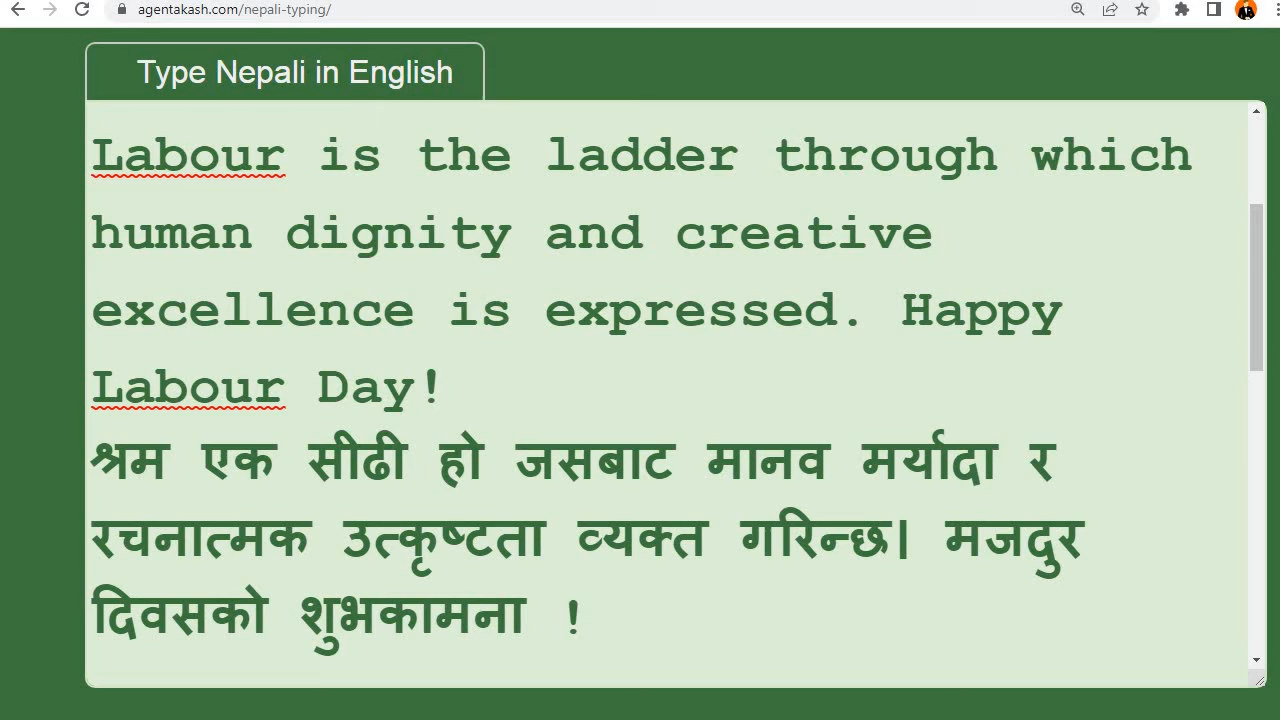 agentakash.com/nepali-typing/
Type Nepali in English
Labour is the ladder through which
human dignity and creative
excellence is expressed. Happy
Labour Day!
श्रम एक सीढी हो जसबाट मानव मर्यादा र
रचनात्मक उत्कृष्टता व्यक्त गरिन्छ। मजदुर
दिवसको शुभकामना !